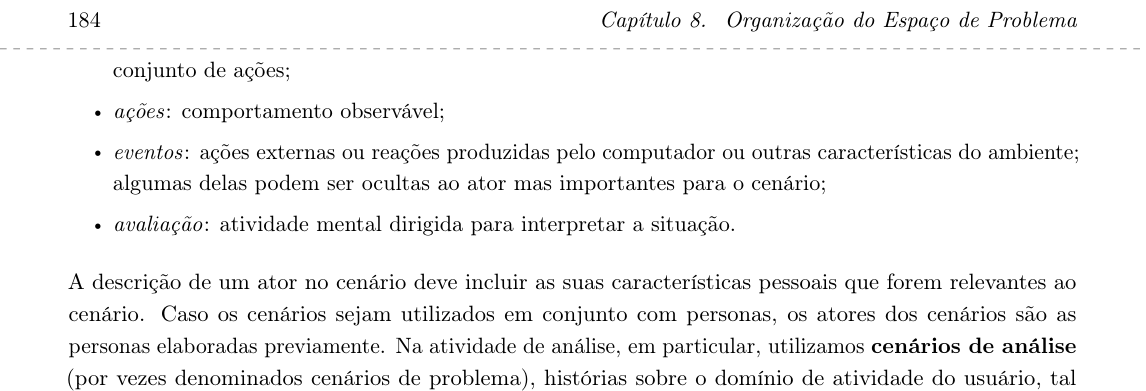 184 Capítulo 8. Organização do Espaço de Problema
conjunto de ações;
• ações: comportamento observável;
• eventos: ações externas ou reações produzidas pelo computador ou outras características do ambiente;
algumas delas podem ser ocultas ao ator mas importantes para o cenário;
• avaliação: atividade mental dirigida para interpretar a situação.
A descrição de um ator no cenário deve incluir as suas características pessoais que forem relevantes ao
cenário. Caso os cenários sejam utilizados em conjunto com personas, os atores dos cenários são as
personas elaboradas previamente. Na atividade de análise, em particular, utilizamos cenários de análise
(por vezes denominados cenários de problema), histórias sobre o domínio de atividade do usuário, tal